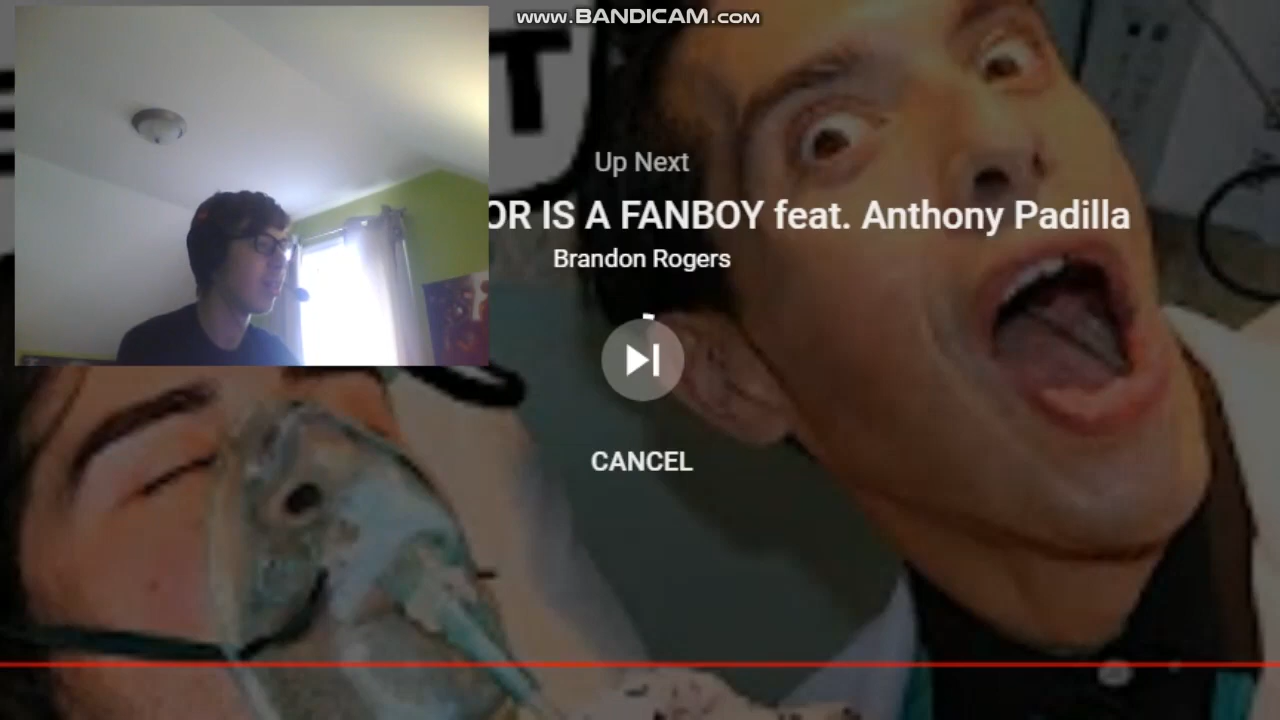 www.BANDICAM.com
Up Next
OR IS A FANBOY feat. Anthony Padilla
Brandon Rogers
CANCEL